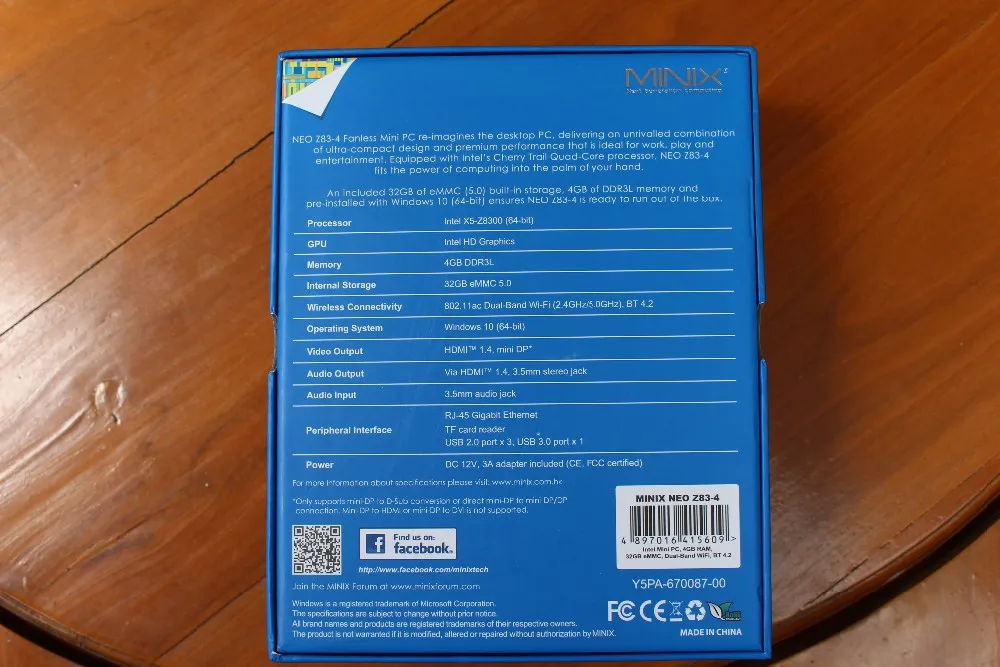 MINIX
Next Generation Computing
NEO Z83-4 Fanless Mini PC re-imagines the desktop PC, delivering an unrivalled combination
of ultra-compact design and premium performance that is ideal for work, play and
entertainment. Equipped with Intel's Cherry Trail Quad-Core processor, NEO Z83-4
fits the power of computing into the palm of your hand.
An included 32GB of eMMC (5.0) built-in storage, 4GB of DDR3L memory and
pre-installed with Windows 10 (64-bit) ensures NEO Z83-4 is ready to run out of the box.
Processor Intel X5-Z8300 (64-bit)
GPU Intel HD Graphics
Memory 4GB DDR3L
Internal Storage 32GB eMMC 5.0
Wireless Connectivity 802.11ac Dual-Band Wi-Fi (2.4GHz/5.0GHz), BT 4.2
Operating System Windows 10 (64-bit)
Video Output HDMI™ 1.4, mini DP*
Audio Output Via HDMI™ 1.4, 3.5mm stereo jack
Audio Input 3.5mm audio jack
RJ-45 Gigabit Ethernet
Peripheral Interface TF card reader
USB 2.0 port x 3, USB 3.0 port x 1
Power DC 12V, 3A adapter included (CE, FCC certified)
For more information about specifications please visit: www.minix.com.hk
*Only supports mini-DP to D-Sub conversion or direct mini-DP to mini DP/DP
connection. Mini-DP to HDMI or mini DP to DVI is not supported.
MINIX NEO Z83-4
4 897016 415609 >
Intel Mini PC, 4GB RAM,
32GB eMMC, Dual-Band WiFi, BT 4.2
Find us on:
facebook.
http://www.facebook.com/minixtech
Join the MINIX Forum at www.minixforum.com
Y5PA-670087-00
Windows is a registered trademark of Microsoft Corporation.
The specifications are subject to change without prior notice.
All brand names and products are registered trademarks of their respective owners.
The product is not warranted if it is modified, altered or repaired without authorization by MINIX.
FC CE
MADE IN CHINA